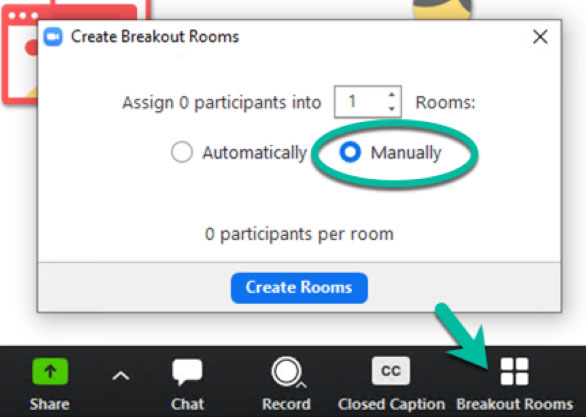 Create Breakout Rooms
Assign 0 participants into 1 Rooms:
Automatically Manually
0 participants per room
Create Rooms
CC
Share Chat Record Closed Caption Breakout Rooms